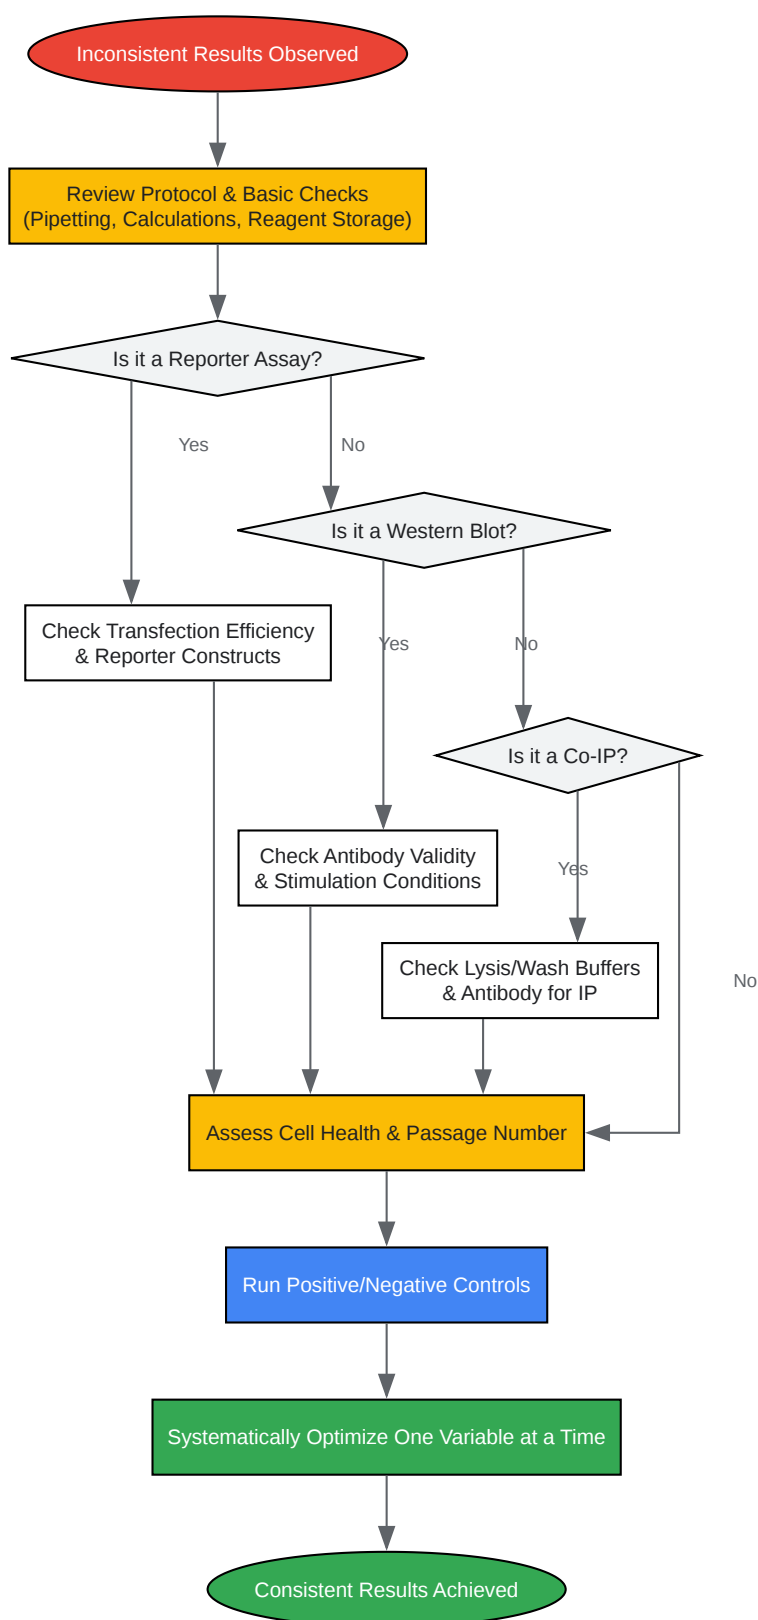 Inconsistent Results Observed
Review Protocol & Basic Checks
(Pipetting, Calculations, Reagent Storage)
Is it a Reporter Assay?
Yes
No
Is it a Western Blot?
Check Transfection Efficiency
& Reporter Constructs
Yes
No
Is it a Co-IP?
Check Antibody Validity
& Stimulation Conditions
Yes
Check Lysis/Wash Buffers
& Antibody for IP
No
Assess Cell Health & Passage Number
Run Positive/Negative Controls
Systematically Optimize One Variable at a Time
Consistent Results Achieved